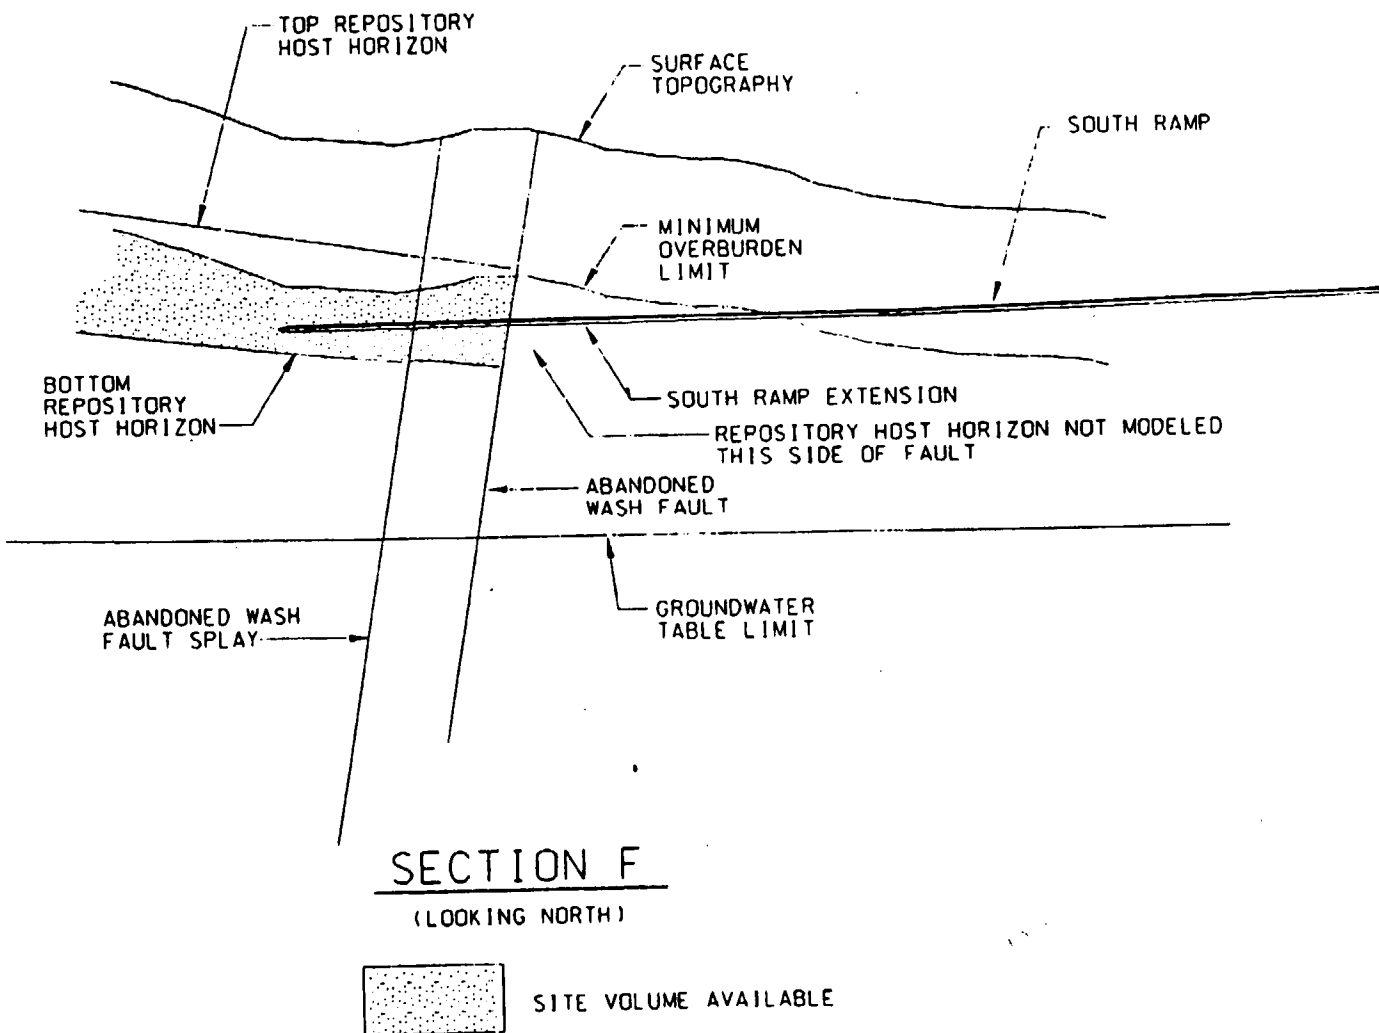 TOP REPOSITORY
HOST HORIZON
SURFACE
TOPOGRAPHY
SOUTH RAMP
MINIMUM
OVERBURDEN
LIMIT
BOTTOM
REPOSITORY
HOST HORIZON
SOUTH RAMP EXTENSION
REPOSITORY HOST HORIZON NOT MODELED
THIS SIDE OF FAULT
ABANDONED
WASH FAULT
ABANDONED WASH
FAULT SPLAY
GROUNDWATER
TABLE LIMIT
SECTION F
(LOOKING NORTH)
SITE VOLUME AVAILABLE